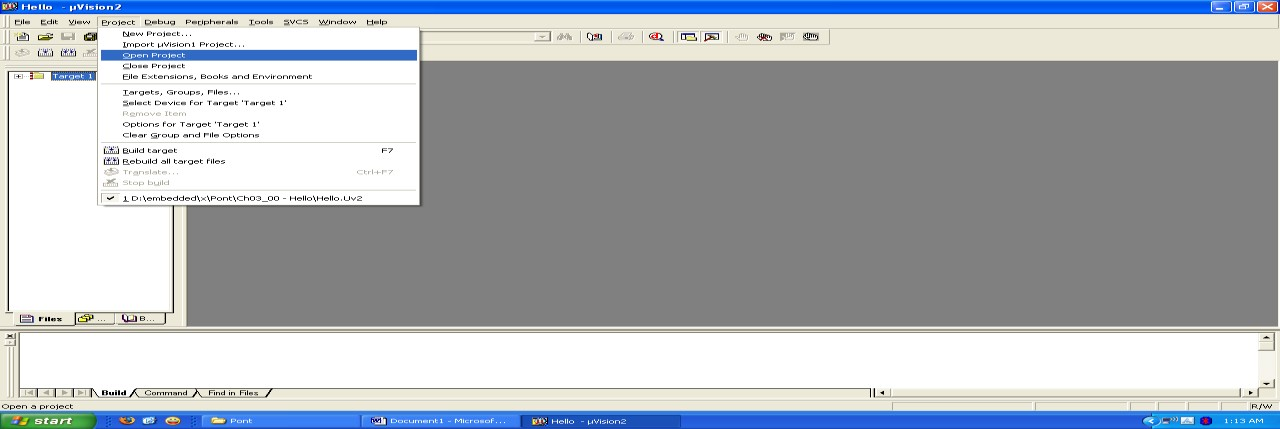 Hello - µVision2
File Edit View Project Debug Peripherals Tools SVCS Window Help
New Project...
Import µVision1 Project...
Open Project
Close Project
File Extensions, Books and Environment
Target 1
Targets, Groups, Files...
Select Device for Target 'Target 1'
Remove Item
Options for Target 'Target 1'
Clear Group and File Options
Build target F7
Rebuild all target files
Translate... Ctrl+F7
Stop build
1 D:\embedded\x\Pont\Ch03_00 - Hello\Hello.Uv2
Files ... B...
Build Command Find in Files
Open a project R/W
start Pont Document1 - Microsof... Hello - µVision2 1:13 AM